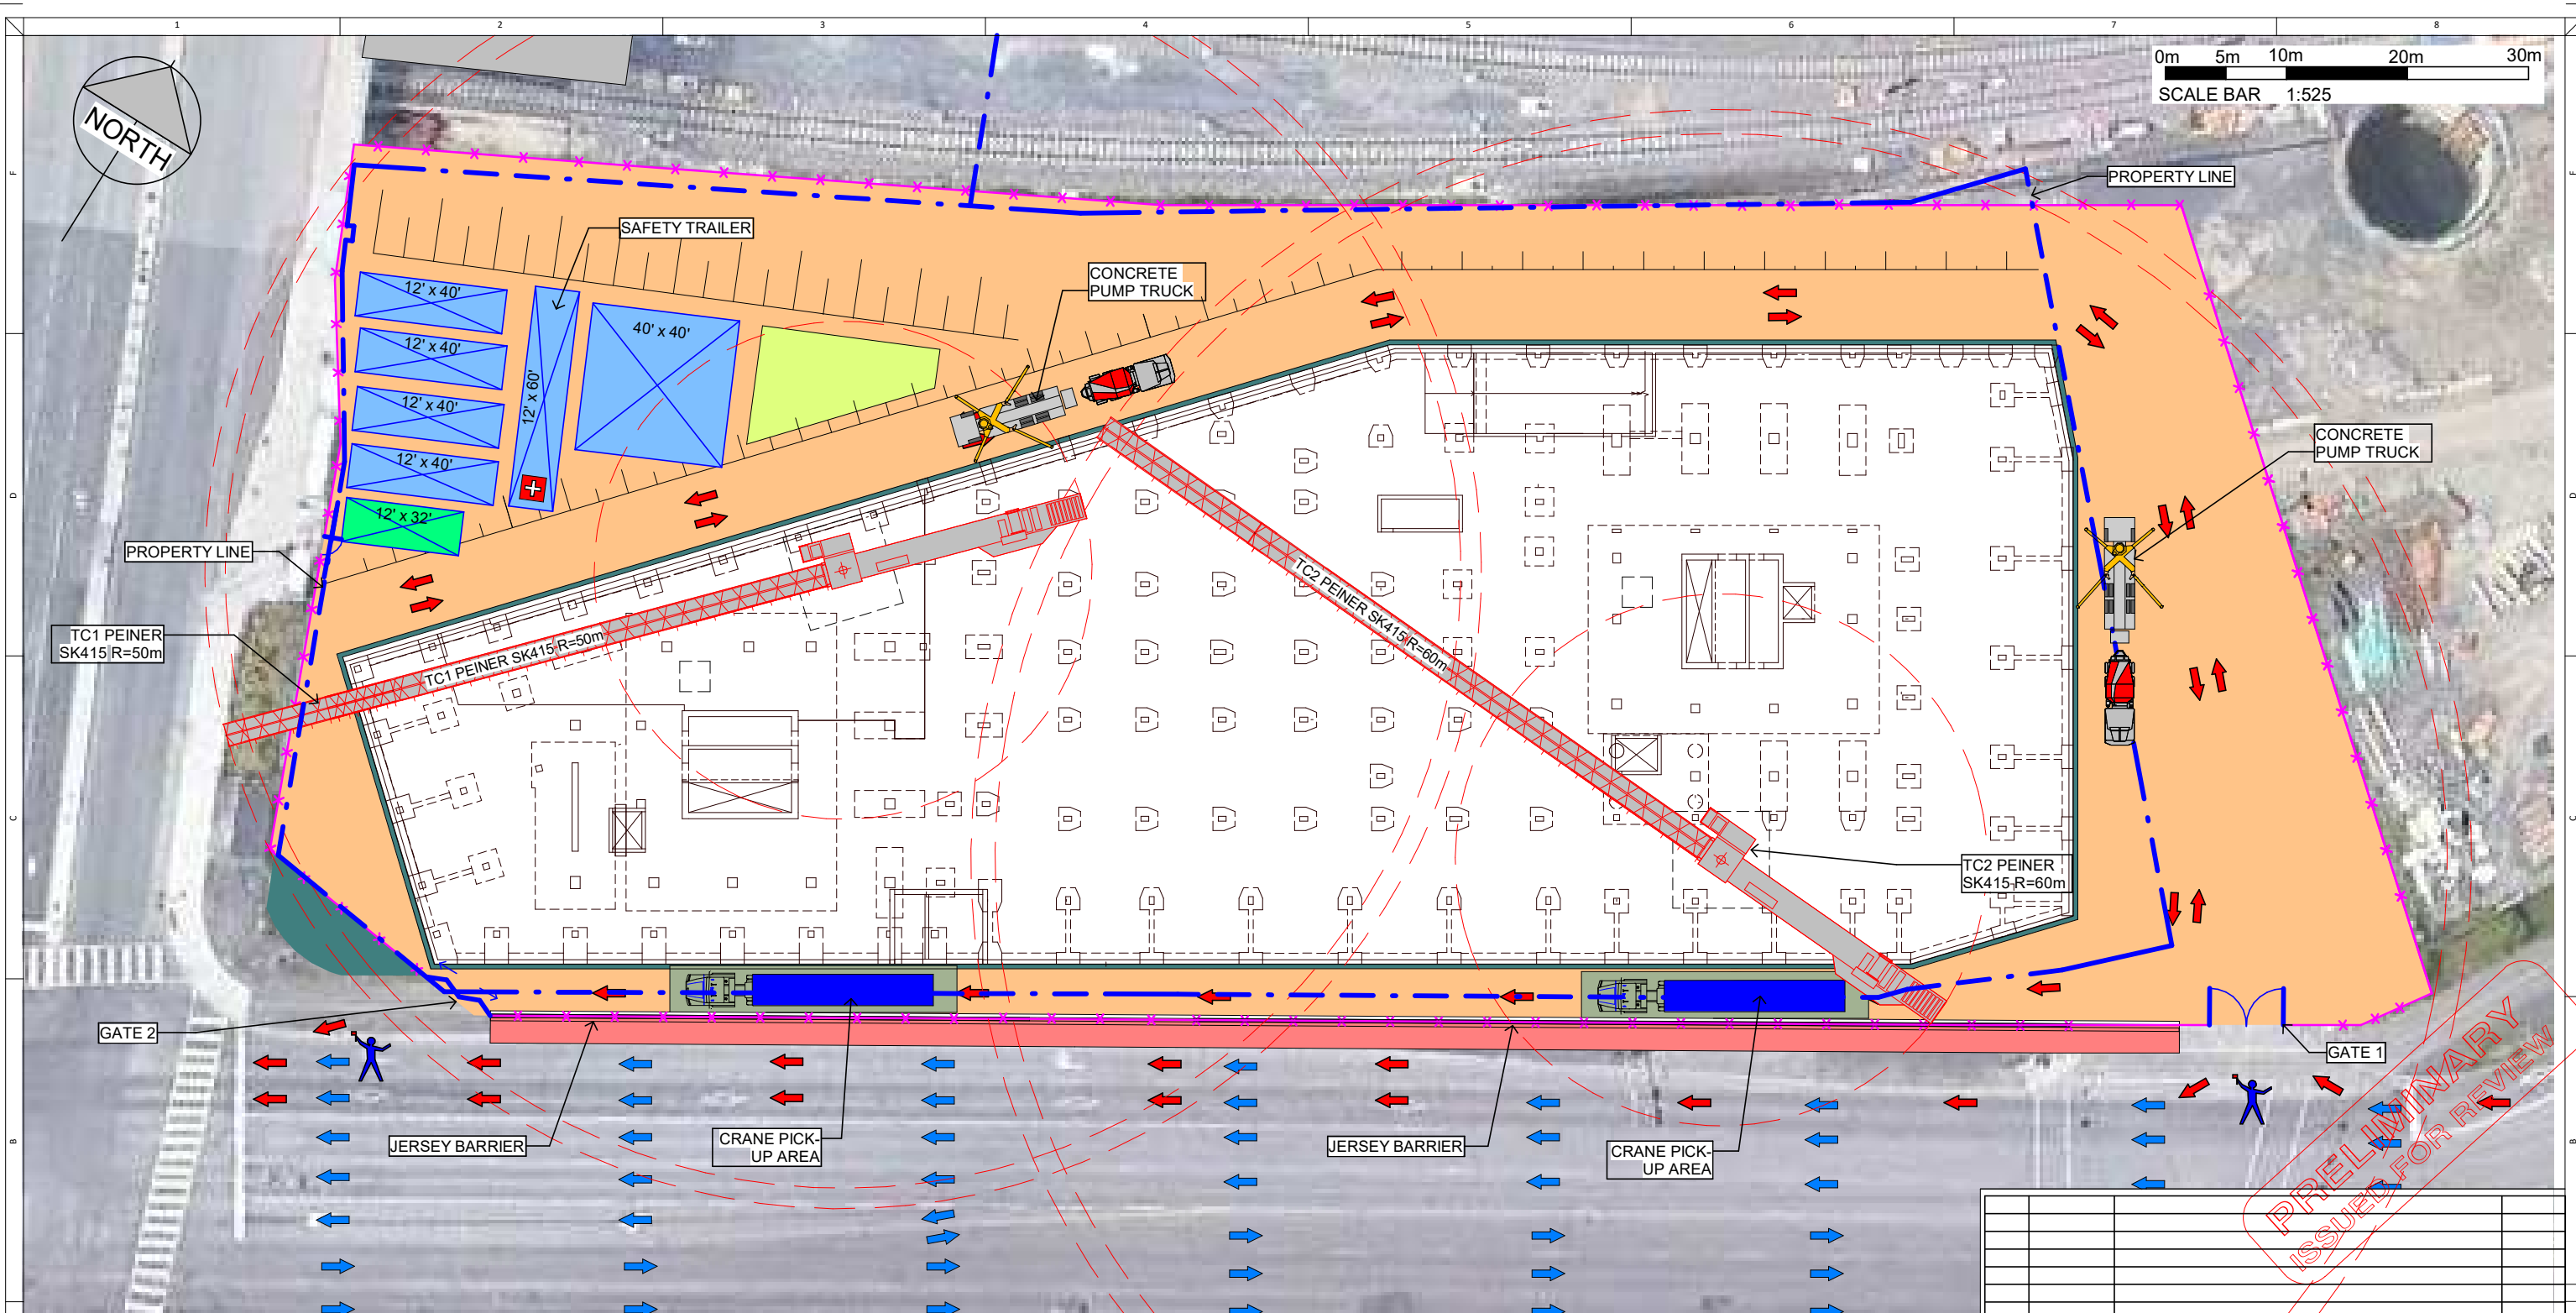 1 2 3 4 5 6 7 8
0m 5m 10m 20m 30m
SCALE BAR 1:525
NORTH
F
F
PROPERTY LINE
SAFETY TRAILER
CONCRETE
PUMP TRUCK
12' x 40'
12' x 40'
12' x 40'
12' x 40'
12' x 32'
12' x 60'
40' x 40'
CONCRETE
PUMP TRUCK
D
D
PROPERTY LINE
TC1 PEINER
SK415 R=50m
TC1 PEINER SK415 R=50m
TC2 PEINER SK415 R=60m
C
C
TC2 PEINER
SK415 R=60m
GATE 2
GATE 1
JERSEY BARRIER
CRANE PICK-
UP AREA
JERSEY BARRIER
CRANE PICK-
UP AREA
B
B
PRELIMINARY
ISSUED FOR REVIEW